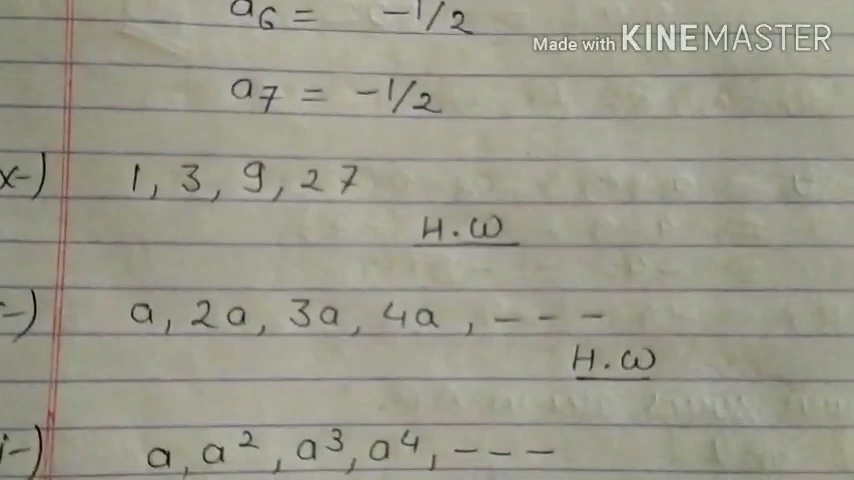 a6 = -1/2
Made with KINEMASTER
a7 = -1/2
x-) 1, 3, 9, 27
H.W
-) a, 2a, 3a, 4a, - - -
H.W
i-) a, a², a³, a⁴, - - -